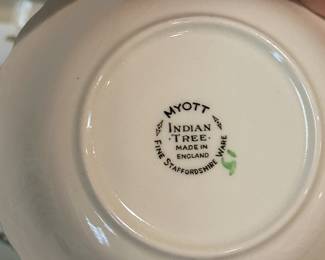 MYOTT
INDIAN
· TREE ·
MADE IN
ENGLAND
FINE STAFFORDSHIRE WARE